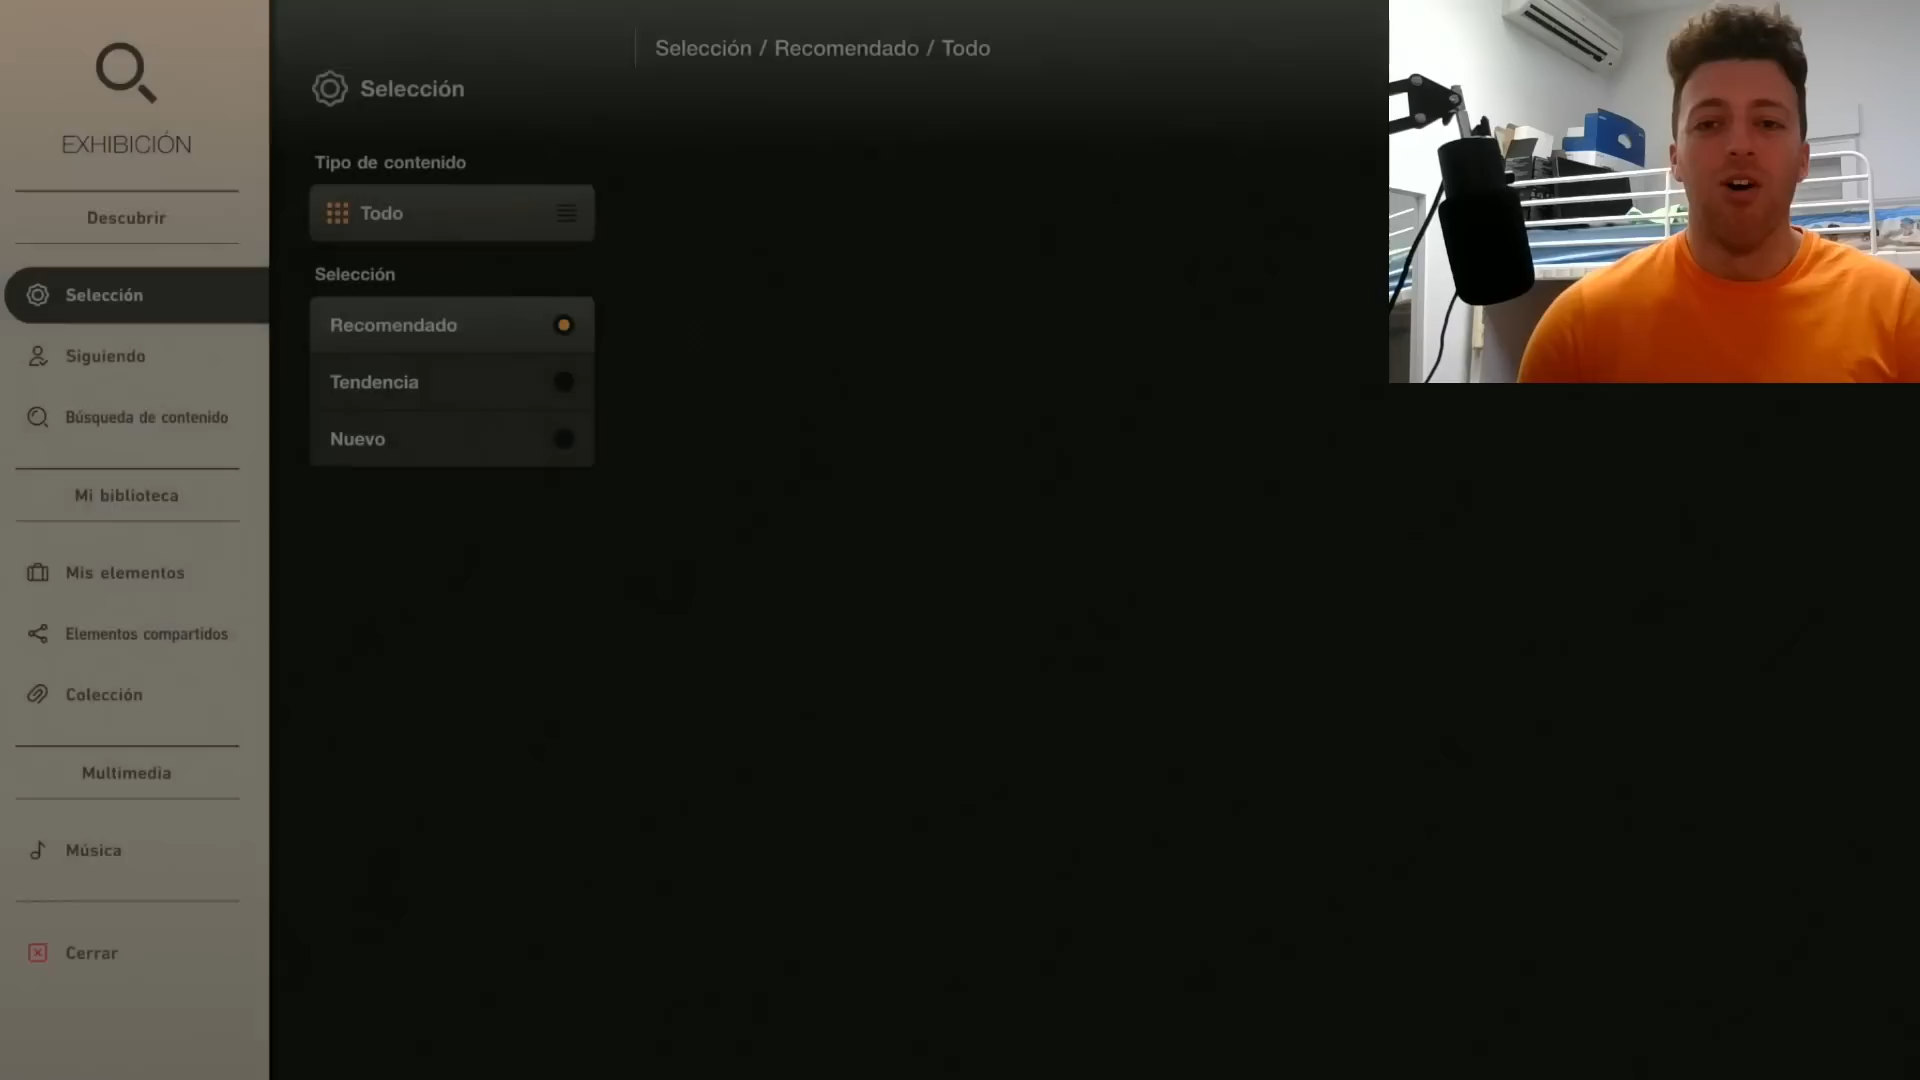 EXHIBICIÓN
Descubrir
Selección
Siguiendo
Búsqueda de contenido
Mi biblioteca
Mis elementos
Elementos compartidos
Colección
Multimedia
Música
Cerrar
Selección
Tipo de contenido
Todo
Selección
Recomendado
Tendencia
Nuevo
Selección / Recomendado / Todo